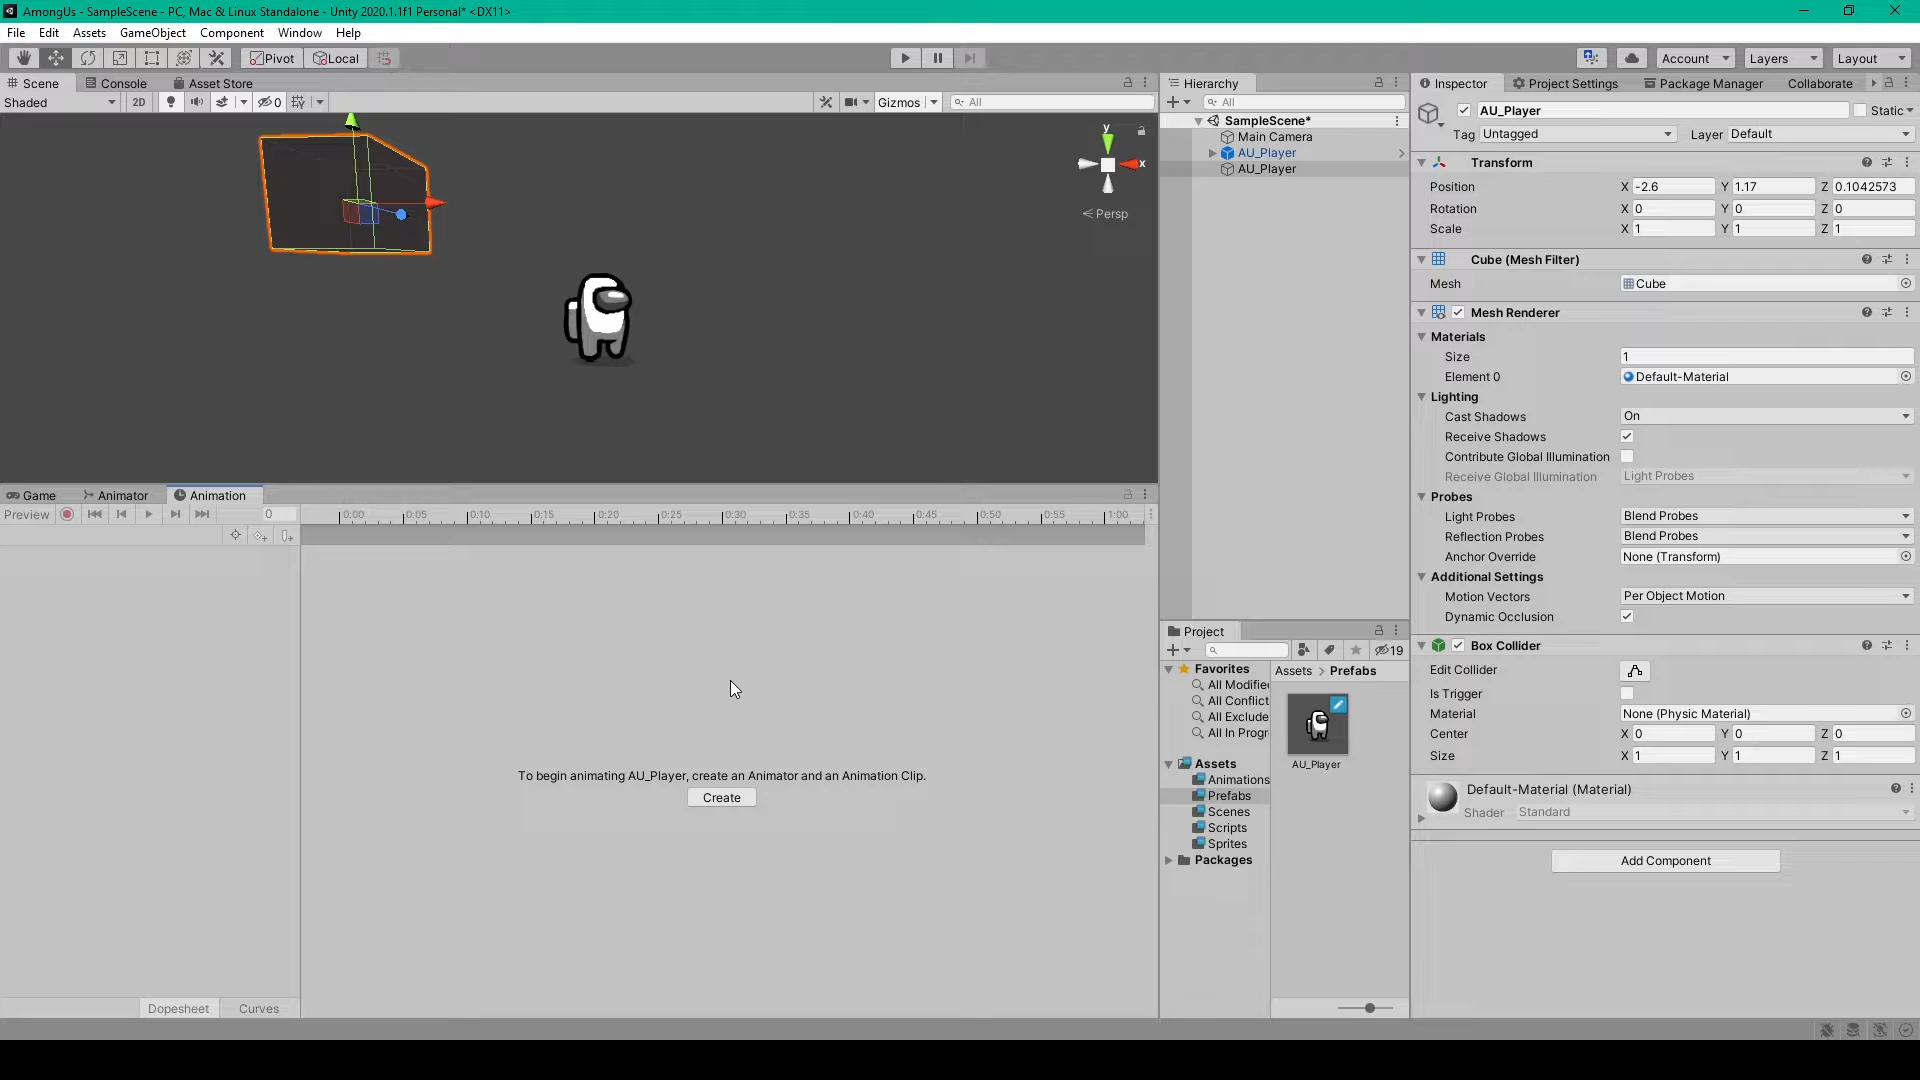 AmongUs - SampleScene - PC, Mac & Linux Standalone - Unity 2020.1.1f1 Personal* <DX11>
File Edit Assets GameObject Component Window Help
Pivot Local Account Layers Layout
Scene Console Asset Store
Shaded 2D 0 Gizmos All
y
x
Persp
Game Animator Animation
Preview 0 0:00 0:05 0:10 0:15 0:20 0:25 0:30 0:35 0:40 0:45 0:50 0:55 1:00
To begin animating AU_Player, create an Animator and an Animation Clip.
Create
Dopesheet Curves
Hierarchy
All
SampleScene*
Main Camera
AU_Player
AU_Player
Project
19
Favorites
All Modifie
All Conflict
All Exclude
All In Progr
Assets
Animations
Prefabs
Scenes
Scripts
Sprites
Packages
Assets > Prefabs
AU_Player
Inspector Project Settings Package Manager Collaborate
AU_Player Static
Tag Untagged Layer Default
Transform
Position X -2.6 Y 1.17 Z 0.1042573
Rotation X 0 Y 0 Z 0
Scale X 1 Y 1 Z 1
Cube (Mesh Filter)
Mesh Cube
Mesh Renderer
Materials
Size 1
Element 0 Default-Material
Lighting
Cast Shadows On
Receive Shadows
Contribute Global Illumination
Receive Global Illumination Light Probes
Probes
Light Probes Blend Probes
Reflection Probes Blend Probes
Anchor Override None (Transform)
Additional Settings
Motion Vectors Per Object Motion
Dynamic Occlusion
Box Collider
Edit Collider
Is Trigger
Material None (Physic Material)
Center X 0 Y 0 Z 0
Size X 1 Y 1 Z 1
Default-Material (Material)
Shader Standard
Add Component